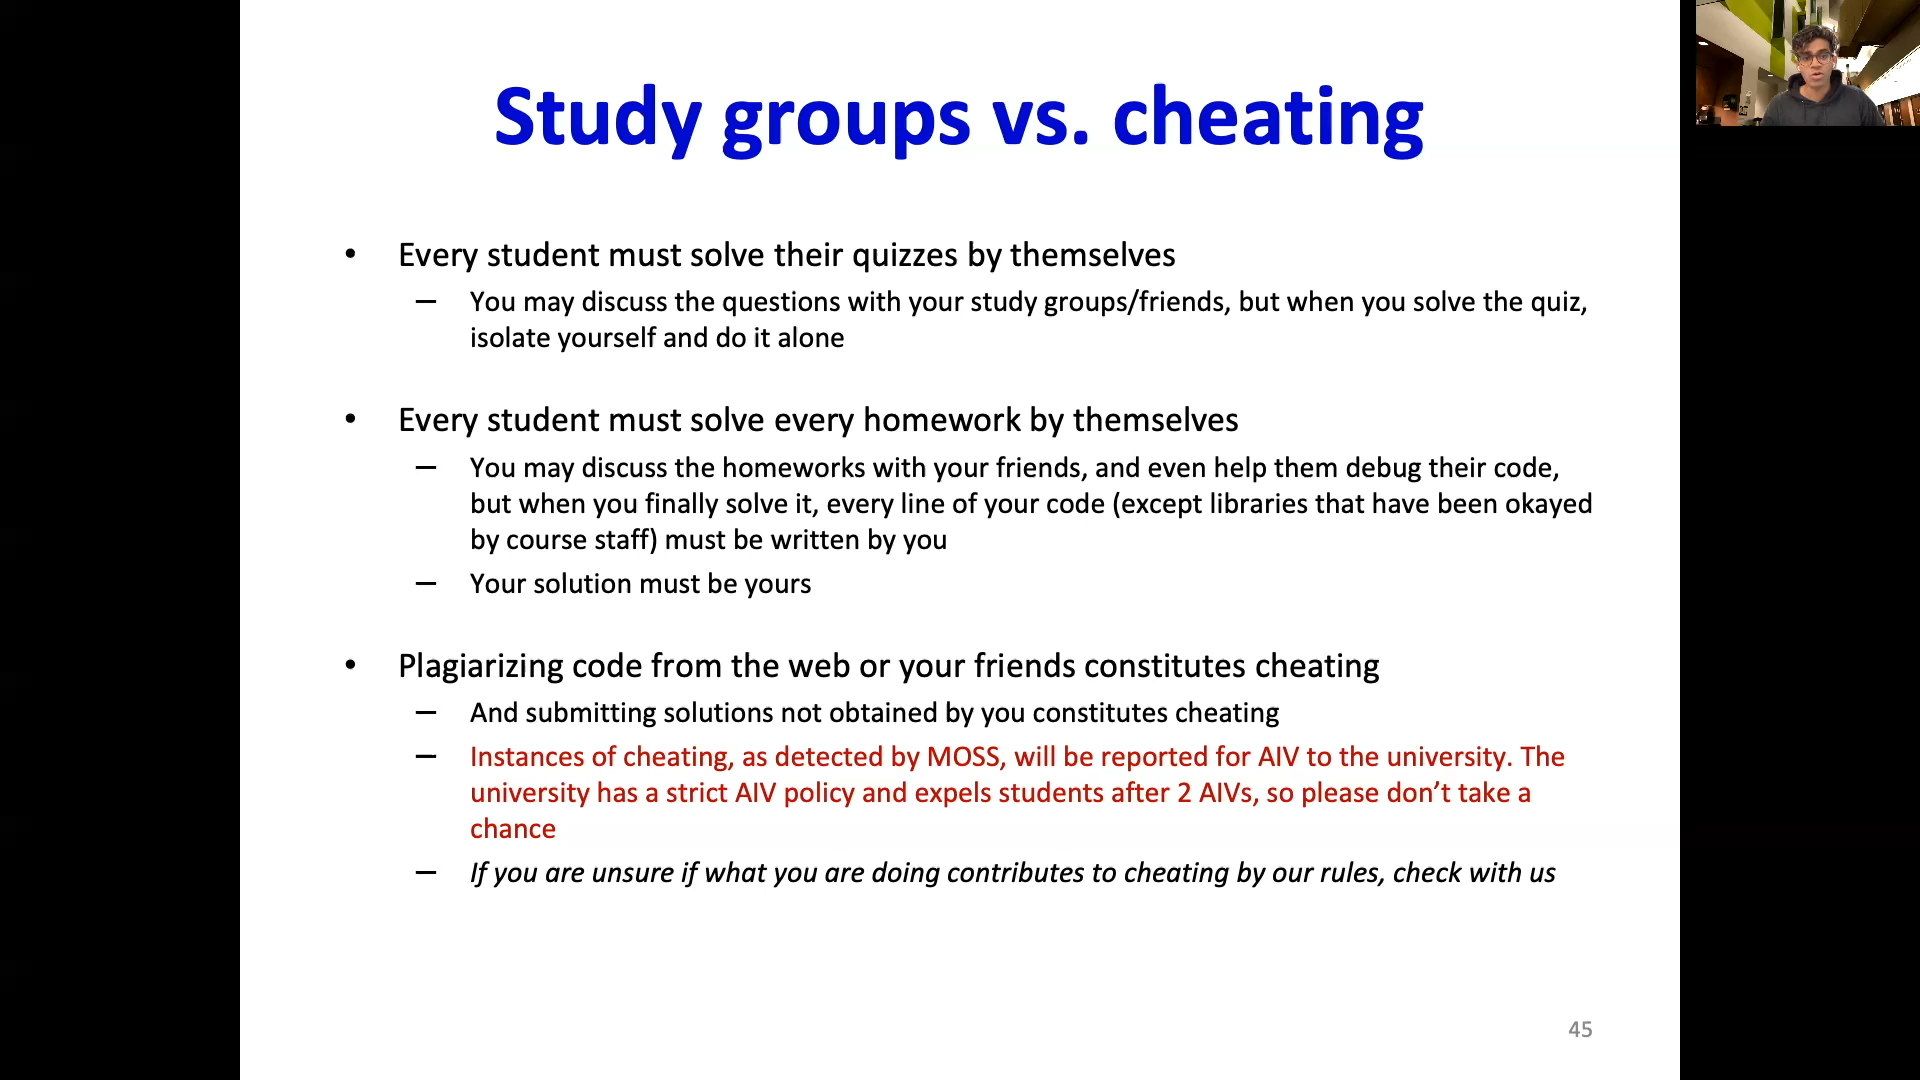 Study groups vs. cheating
• Every student must solve their quizzes by themselves
– You may discuss the questions with your study groups/friends, but when you solve the quiz,
isolate yourself and do it alone
• Every student must solve every homework by themselves
– You may discuss the homeworks with your friends, and even help them debug their code,
but when you finally solve it, every line of your code (except libraries that have been okayed
by course staff) must be written by you
– Your solution must be yours
• Plagiarizing code from the web or your friends constitutes cheating
– And submitting solutions not obtained by you constitutes cheating
– Instances of cheating, as detected by MOSS, will be reported for AIV to the university. The
university has a strict AIV policy and expels students after 2 AIVs, so please don’t take a
chance
– If you are unsure if what you are doing contributes to cheating by our rules, check with us
45